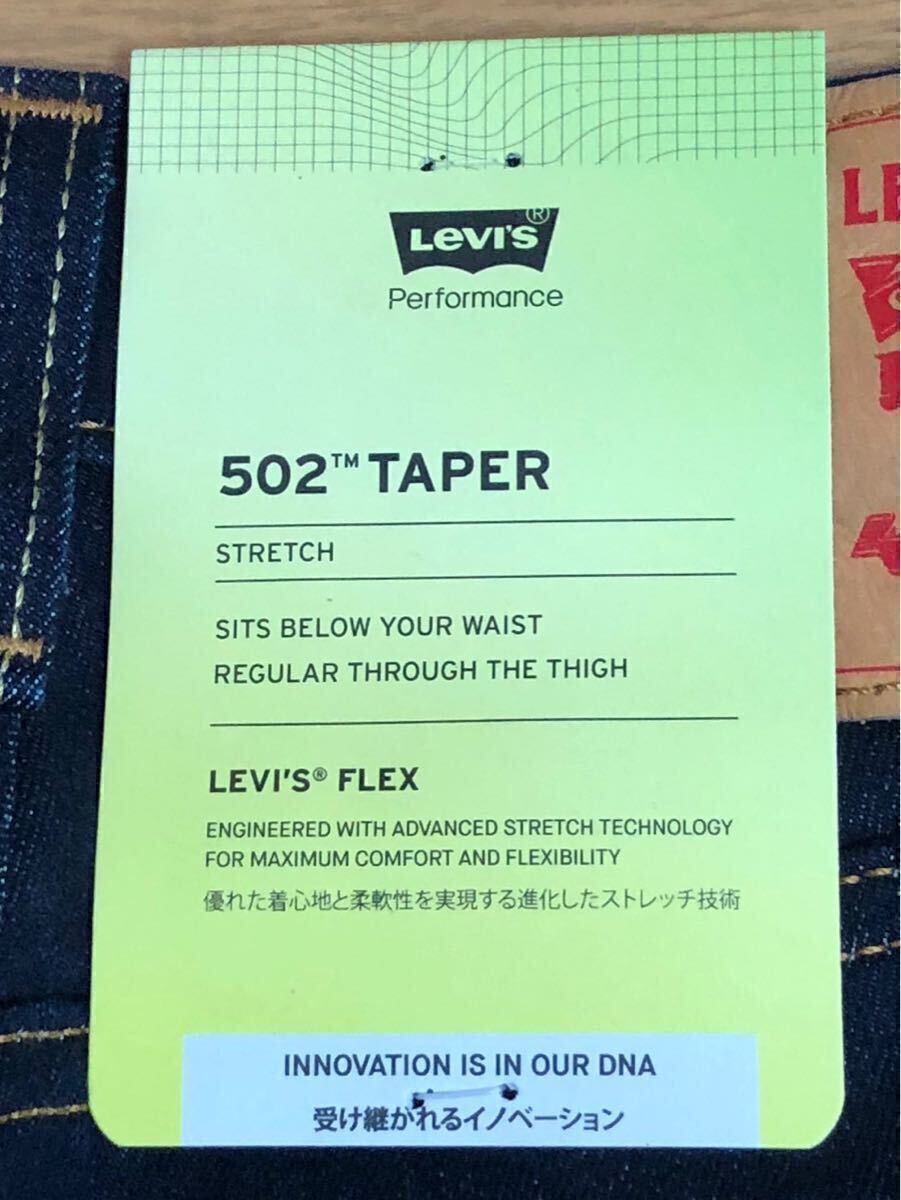 LEVI'S®
Performance
502™ TAPER
STRETCH
SITS BELOW YOUR WAIST
REGULAR THROUGH THE THIGH
LEVI'S® FLEX
ENGINEERED WITH ADVANCED STRETCH TECHNOLOGY
FOR MAXIMUM COMFORT AND FLEXIBILITY
優れた着心地と柔軟性を実現する進化したストレッチ技術
INNOVATION IS IN OUR DNA
受け継がれるイノベーション
LE